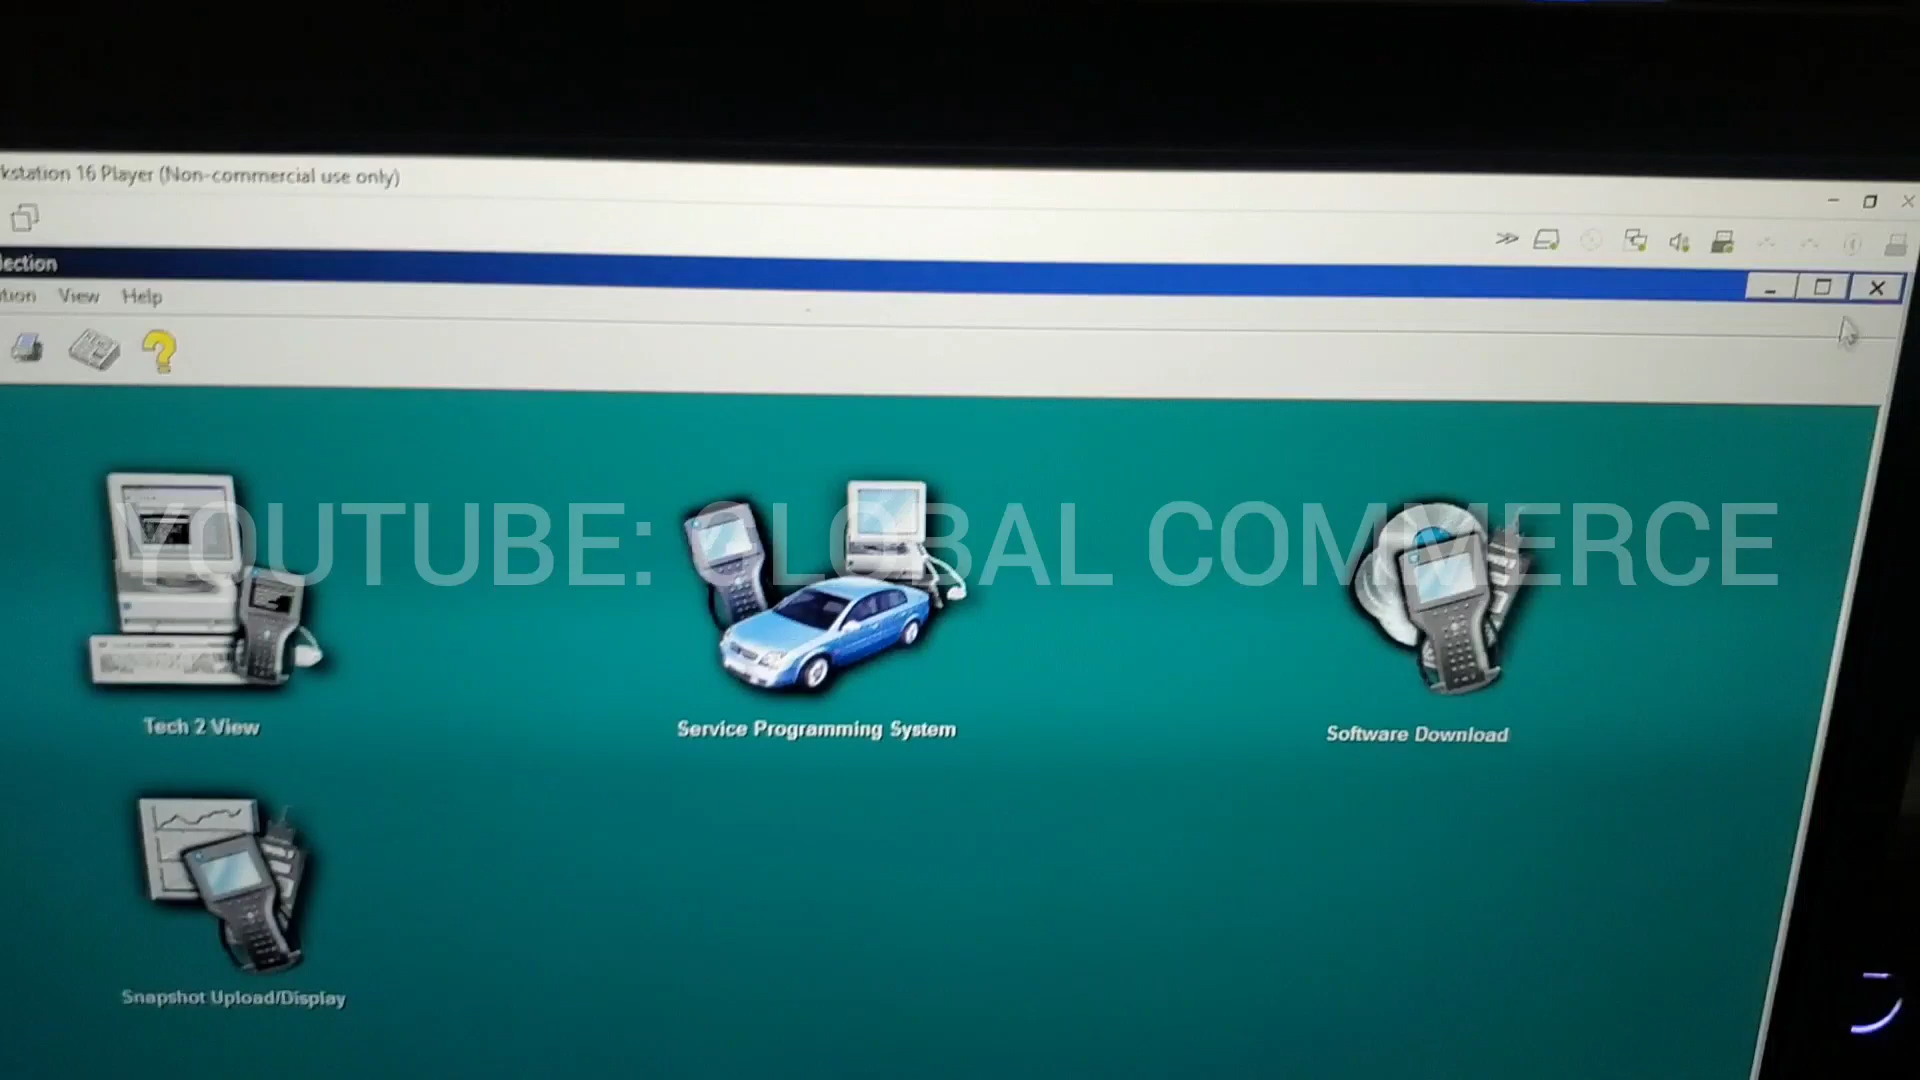 kstation 16 Player (Non-commercial use only)
lection
tion View Help
YOUTUBE: GLOBAL COMMERCE
Tech 2 View
Service Programming System
Software Download
Snapshot Upload/Display